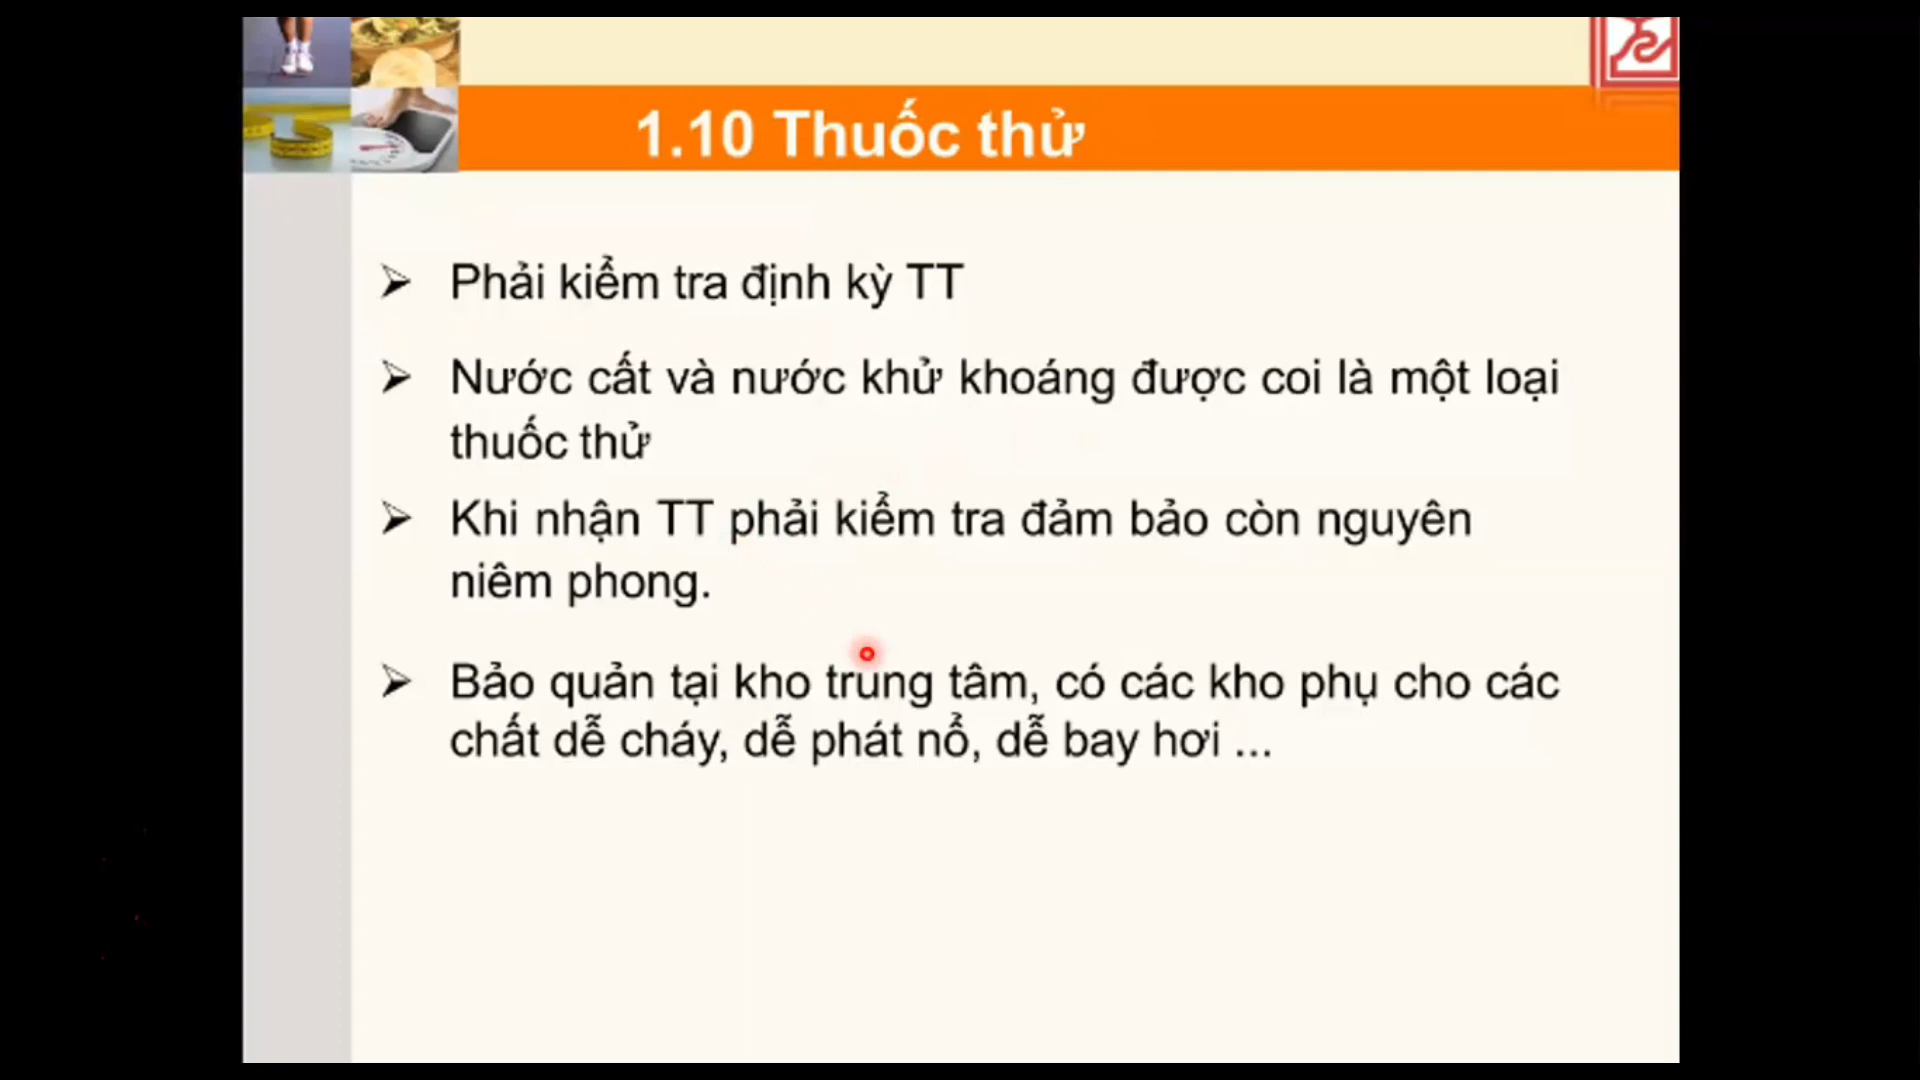 1.10 Thuốc thử
Phải kiểm tra định kỳ TT
Nước cất và nước khử khoáng được coi là một loại
thuốc thử
Khi nhận TT phải kiểm tra đảm bảo còn nguyên
niêm phong.
Bảo quản tại kho trung tâm, có các kho phụ cho các
chất dễ cháy, dễ phát nổ, dễ bay hơi ...